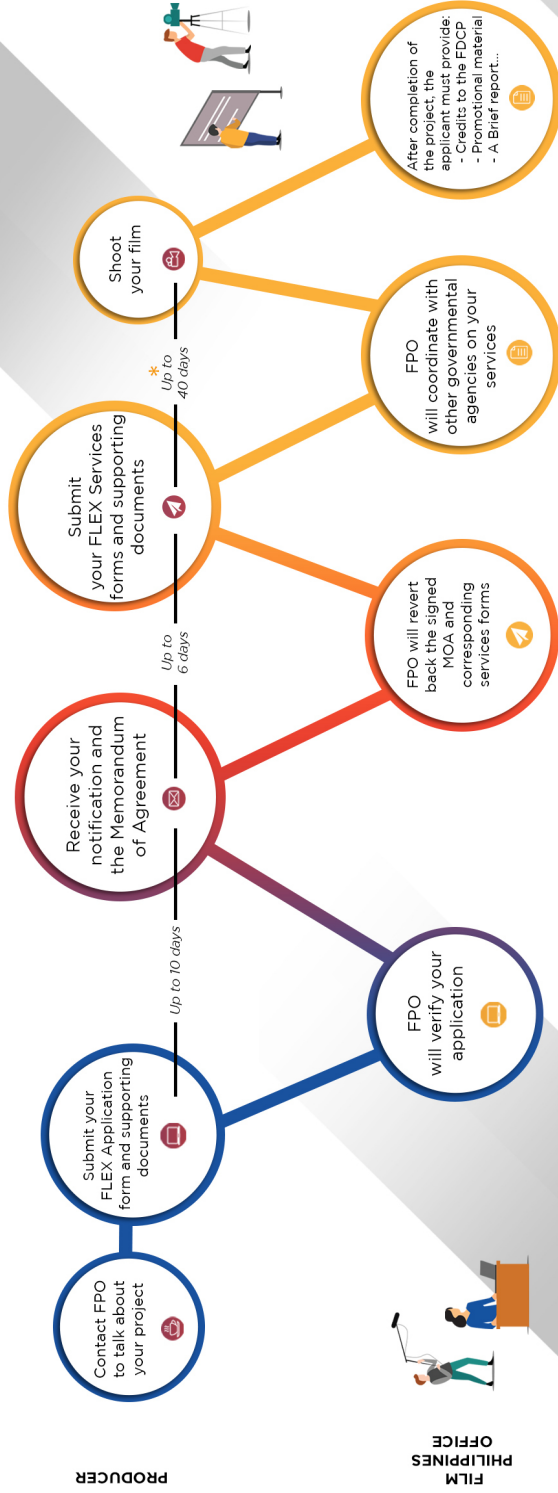 PRODUCER
Contact FPO
to talk about
your project
Submit your
FLEX Application
form and supporting
documents
Up to 10 days
Receive your
notification and
the Memorandum
of Agreement
Up to
6 days
Submit
your FLEX Services
forms and supporting
documents
*
Up to
40 days
Shoot
your film
FILM
PHILIPPINES
OFFICE
FPO
will verify your
application
FPO will revert
back the signed
MOA and
corresponding
services forms
FPO
will coordinate with
other governmental
agencies on your
services
After completion of
the project, the
applicant must provide:
- Credits to the FDCP
- Promotional material
- A Brief report...